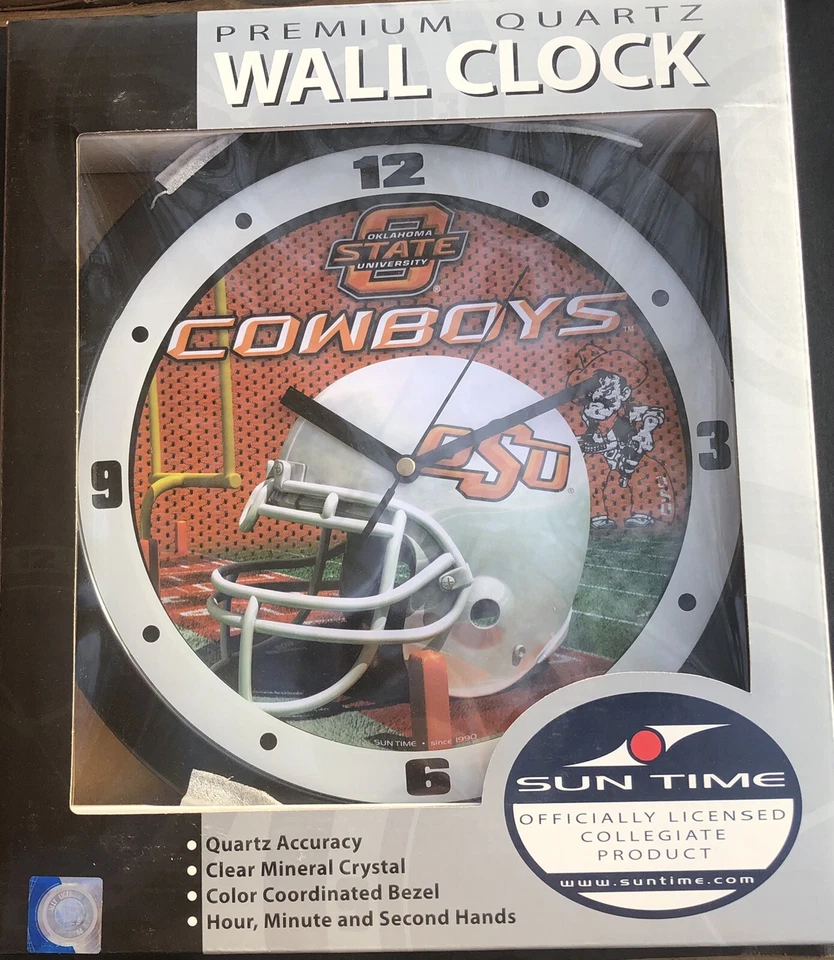 PREMIUM QUARTZ
WALL CLOCK
12
OKLAHOMA
STATE
UNIVERSITY
®
COWBOYS™
OSU®
3
9
SUN TIME • since 1990
6
SUN TIME
OFFICIALLY LICENSED
COLLEGIATE
PRODUCT
www.suntime.com
• Quartz Accuracy
• Clear Mineral Crystal
• Color Coordinated Bezel
• Hour, Minute and Second Hands